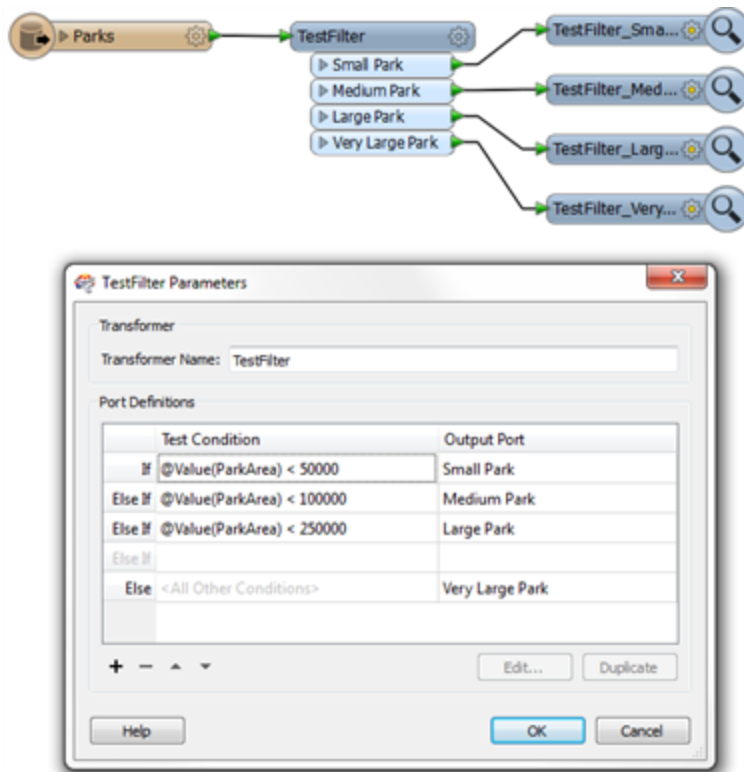 Parks
TestFilter
Small Park
Medium Park
Large Park
Very Large Park
TestFilter_Sma...
TestFilter_Med...
TestFilter_Larg...
TestFilter_Very...
TestFilter Parameters
Transformer
Transformer Name: TestFilter
Port Definitions
Test Condition Output Port
If @Value(ParkArea) < 50000 Small Park
Else If @Value(ParkArea) < 100000 Medium Park
Else If @Value(ParkArea) < 250000 Large Park
Else If
Else <All Other Conditions> Very Large Park
Edit... Duplicate
Help OK Cancel